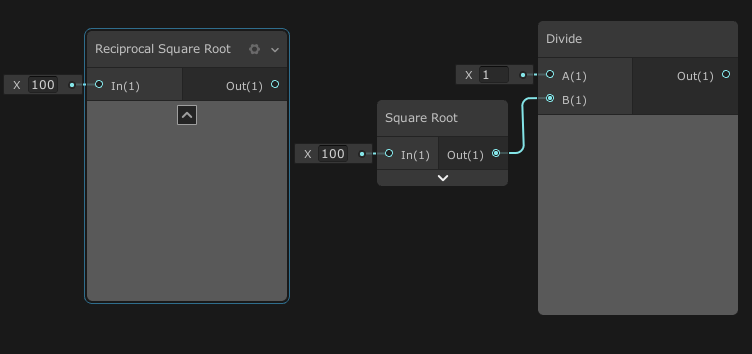 Reciprocal Square Root
X 100
In(1)
Out(1)
X 100
Square Root
In(1)
Out(1)
Divide
X 1
A(1)
Out(1)
B(1)